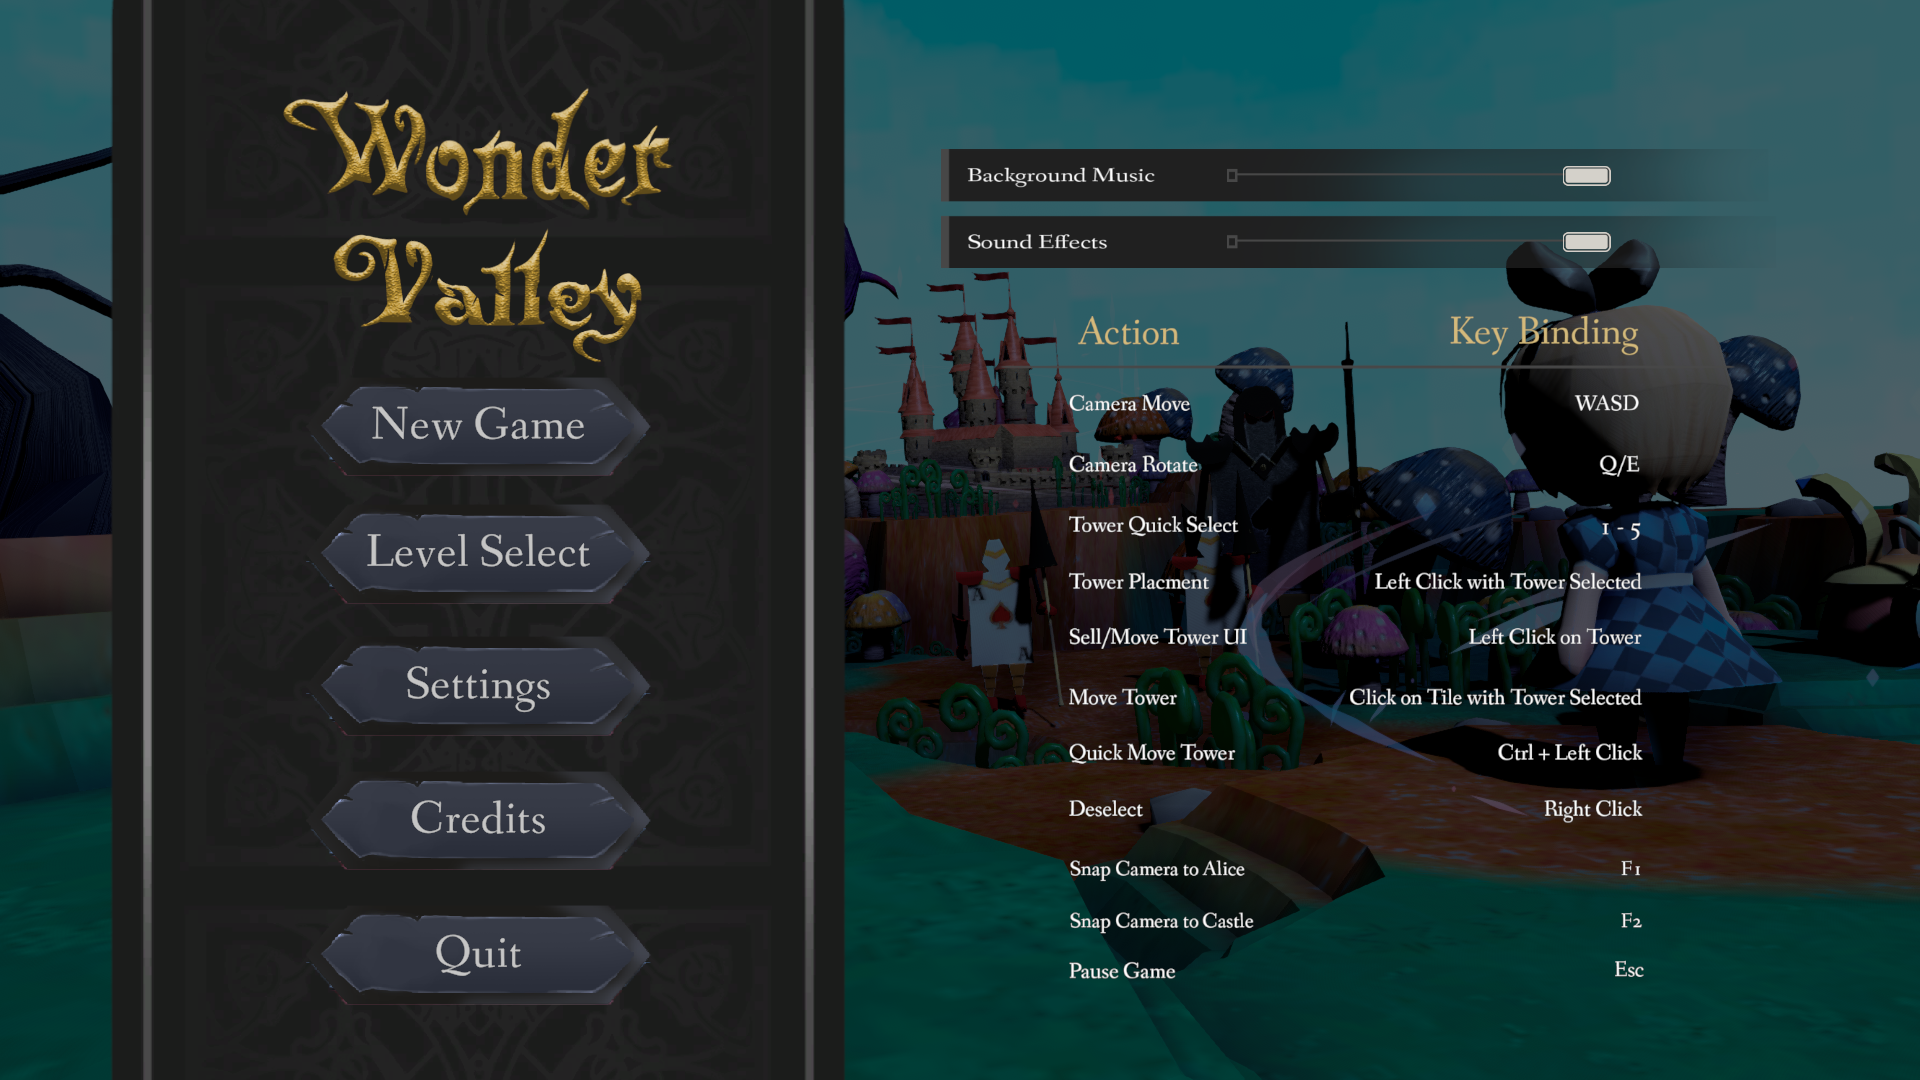 Wonder
Valley
New Game
Level Select
Settings
Credits
Quit
Background Music
Sound Effects
Action Key Binding
Camera Move WASD
Camera Rotate Q/E
Tower Quick Select 1 - 5
Tower Placment Left Click with Tower Selected
Sell/Move Tower UI Left Click on Tower
Move Tower Click on Tile with Tower Selected
Quick Move Tower Ctrl + Left Click
Deselect Right Click
Snap Camera to Alice F1
Snap Camera to Castle F2
Pause Game Esc
A
A